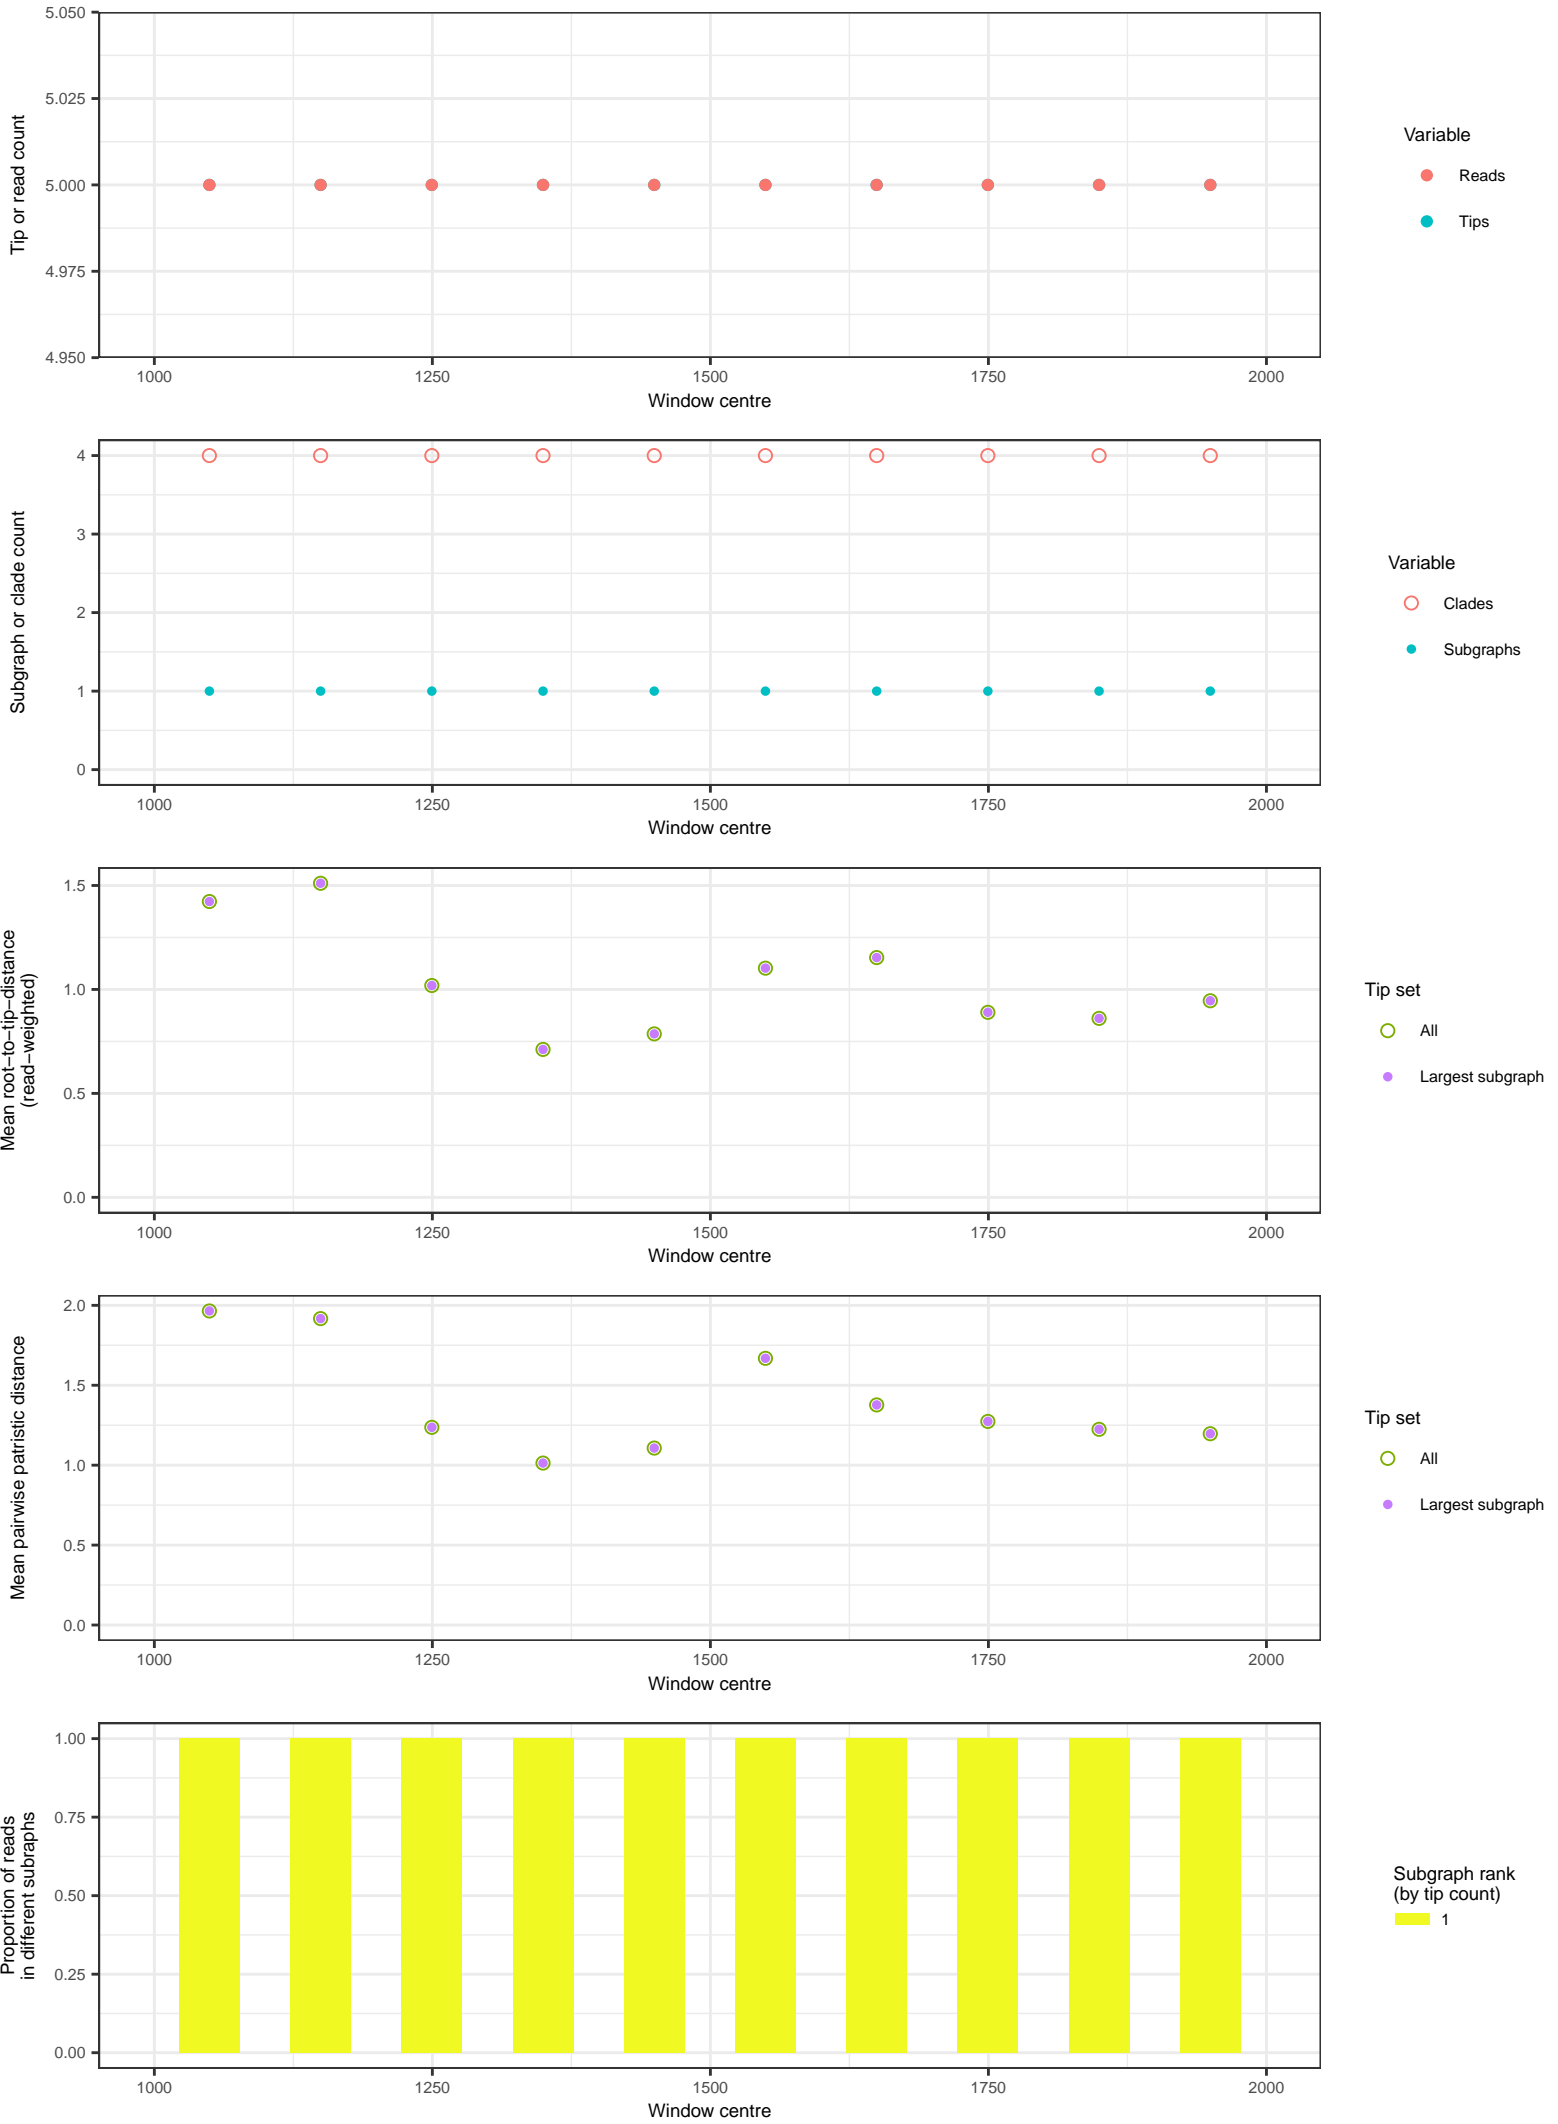 5.050
5.025
5.000
4.975
4.950
Tip or read count
1000 1250 1500 1750 2000
Window centre
Variable
Reads
Tips
4
3
2
1
0
Subgraph or clade count
1000 1250 1500 1750 2000
Window centre
Variable
Clades
Subgraphs
1.5
1.0
0.5
0.0
Mean root−to−tip−distance
(read−weighted)
1000 1250 1500 1750 2000
Window centre
Tip set
All
Largest subgraph
2.0
1.5
1.0
0.5
0.0
Mean pairwise patristic distance
1000 1250 1500 1750 2000
Window centre
Tip set
All
Largest subgraph
1.00
0.75
0.50
0.25
0.00
Proportion of reads
in different subraphs
1000 1250 1500 1750 2000
Window centre
Subgraph rank
(by tip count)
1